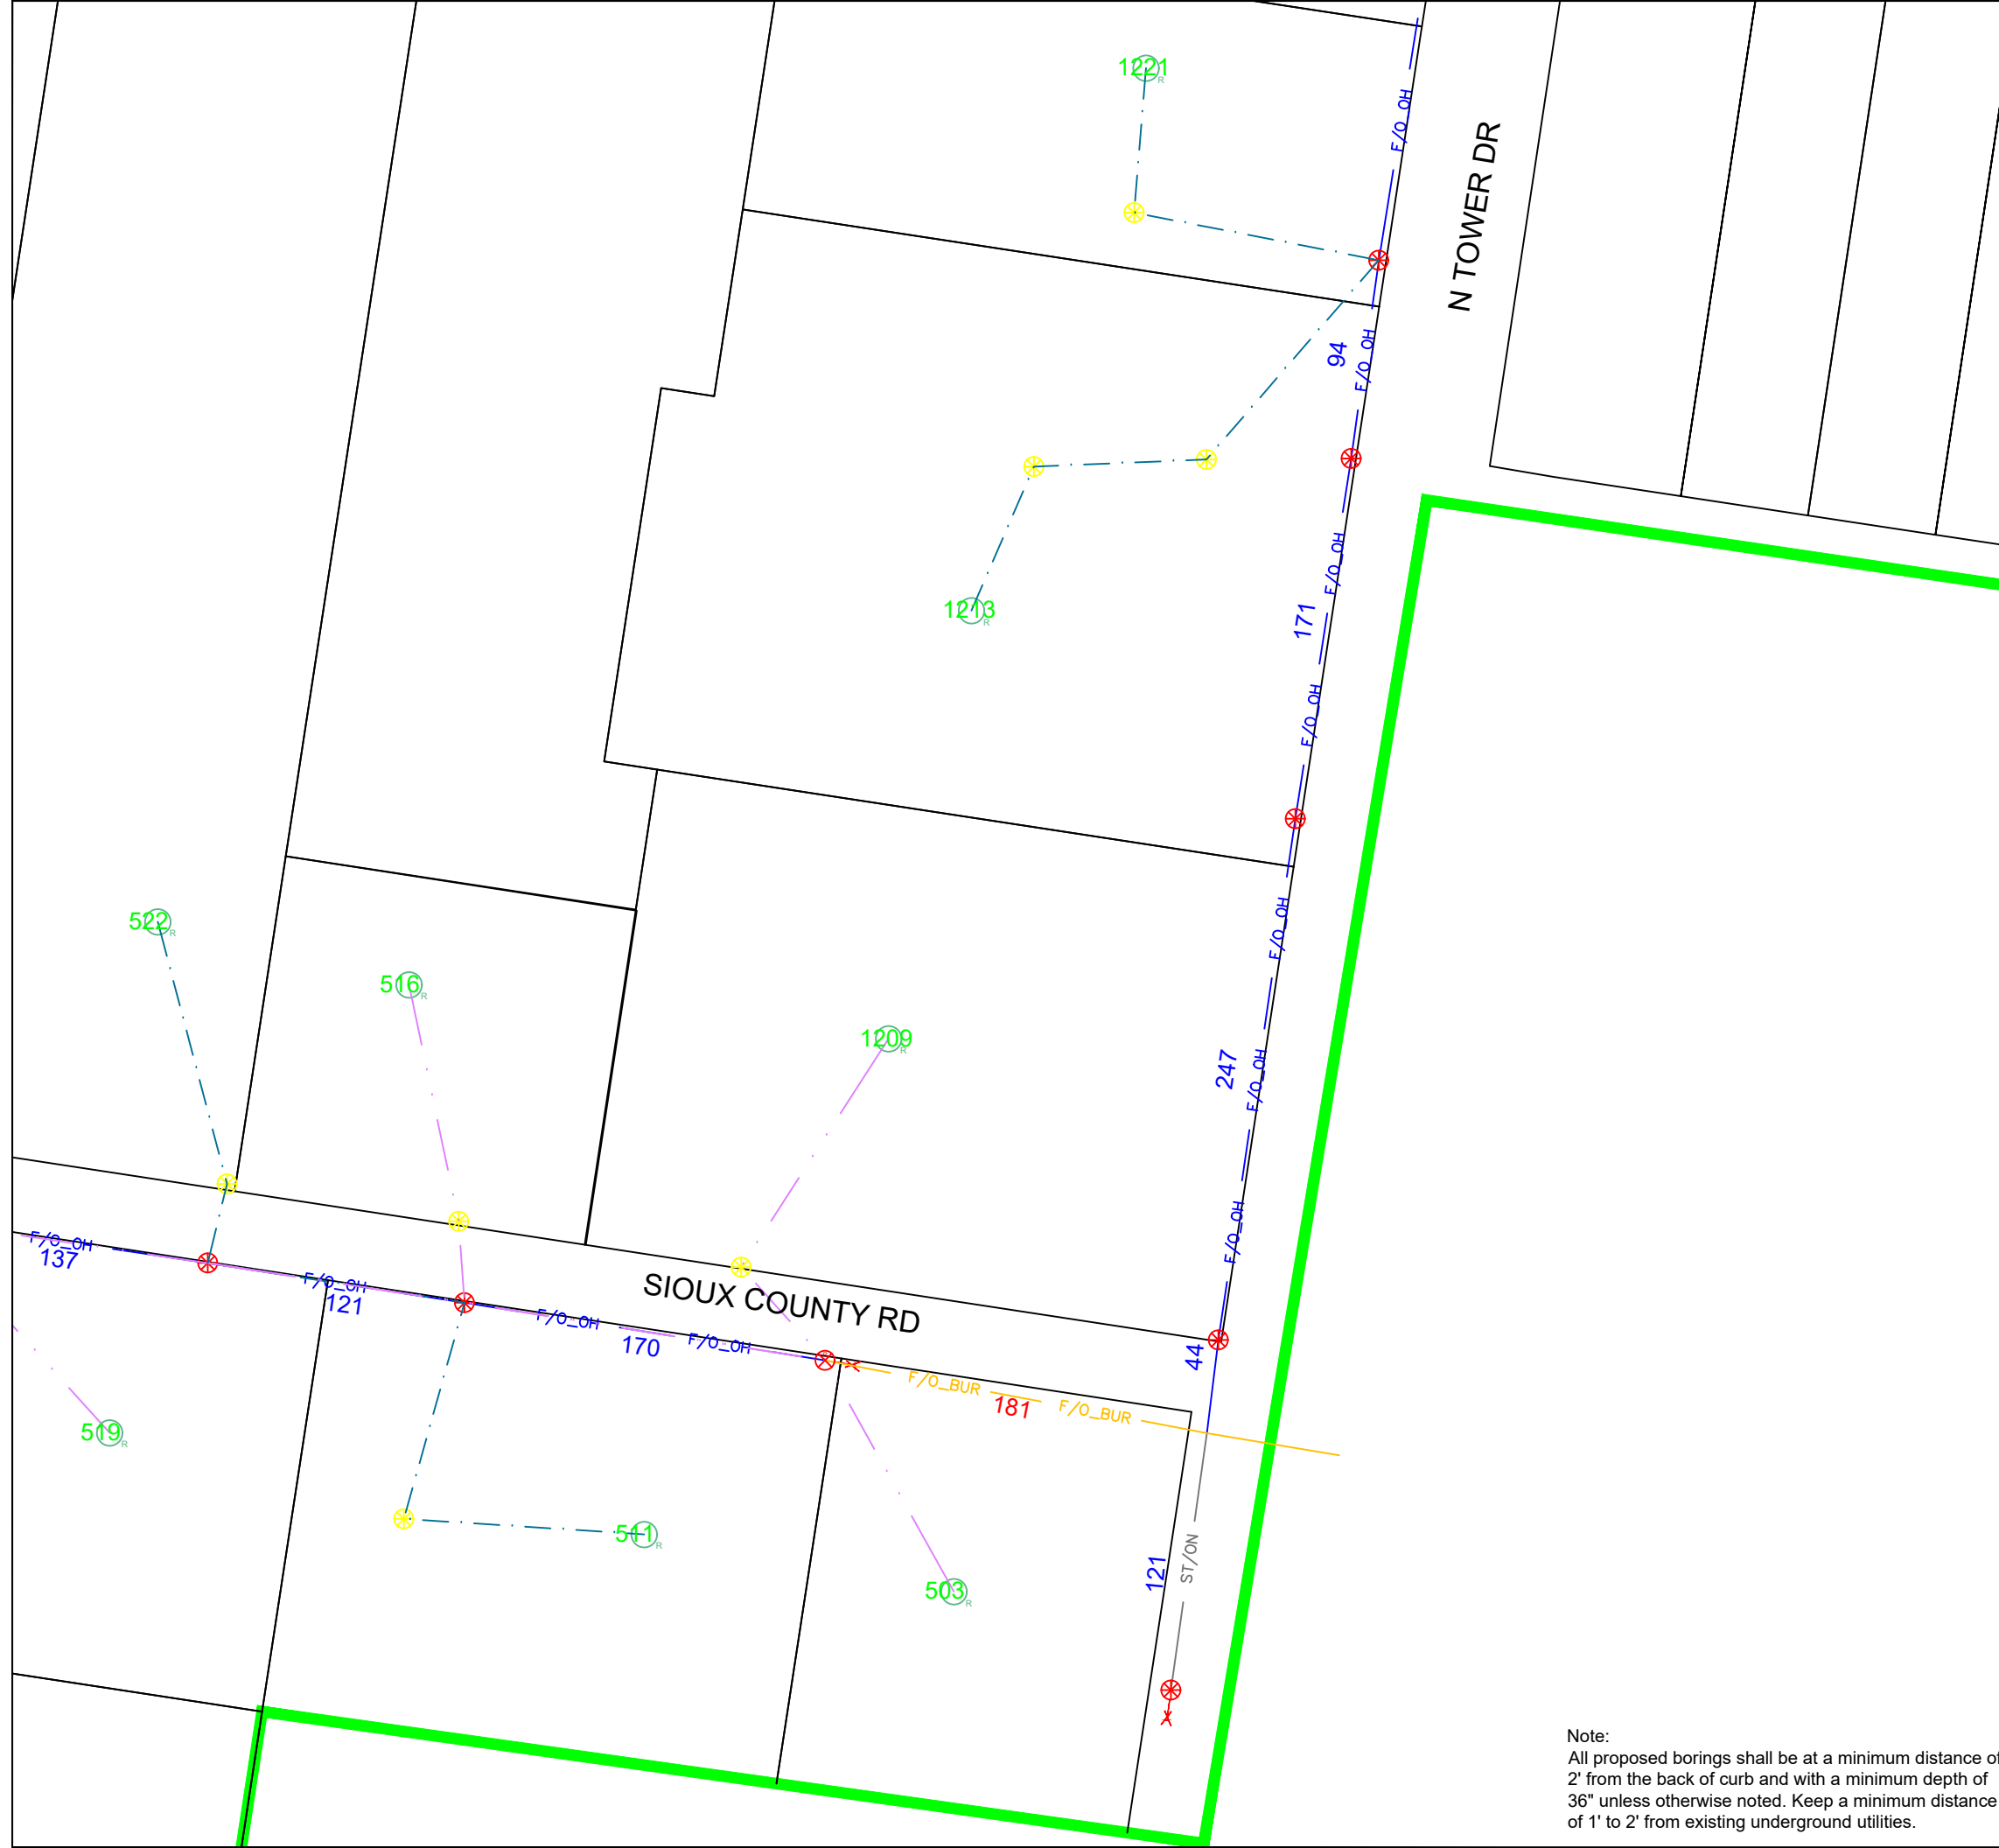 1221
R
F/O_OH
N TOWER DR
94
F/O_OH
F/O_OH
1213
R
171
F/O_OH
522
R
F/O_OH
516
R
1209
R
247
F/O_OH
F/O_OH
F/O_OH
137
F/O_OH
121
SIOUX COUNTY RD
F/O_OH
170
F/O_OH
44
F/O_BUR
181
F/O_BUR
519
R
511
R
503
R
121
ST/ON
Note:
All proposed borings shall be at a minimum distance of
2' from the back of curb and with a minimum depth of
36" unless otherwise noted. Keep a minimum distance
of 1' to 2' from existing underground utilities.